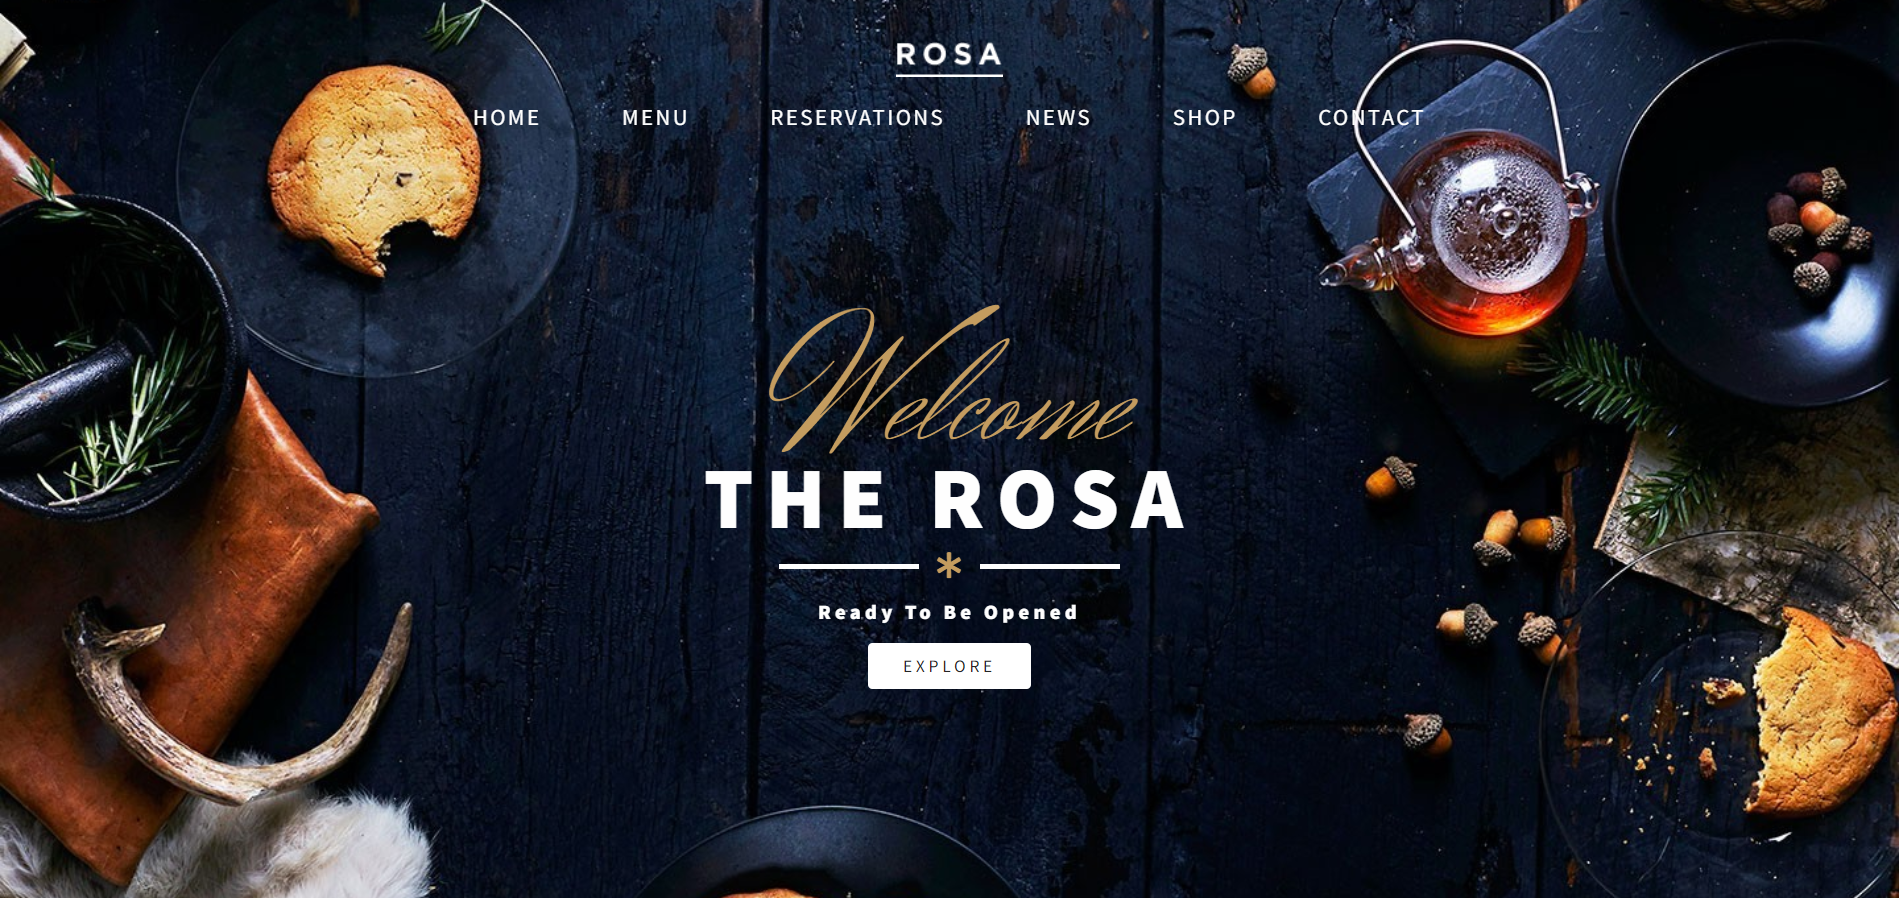 ROSA
HOME MENU RESERVATIONS NEWS SHOP CONTACT
Welcome
THE ROSA
*
Ready To Be Opened
EXPLORE